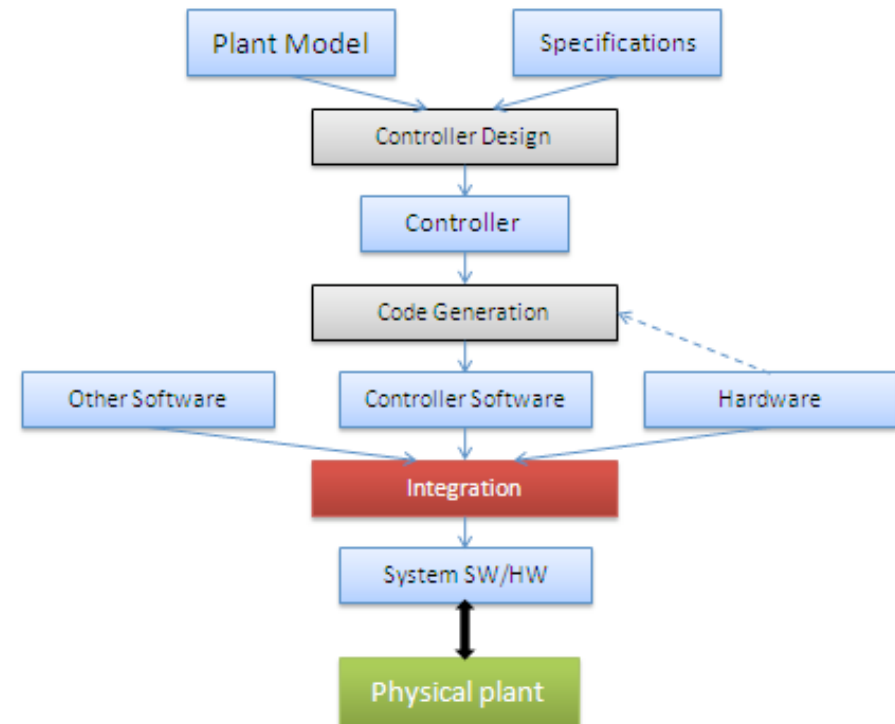 Plant Model
Specifications
Controller Design
Controller
Code Generation
Other Software
Controller Software
Hardware
Integration
System SW/HW
Physical plant